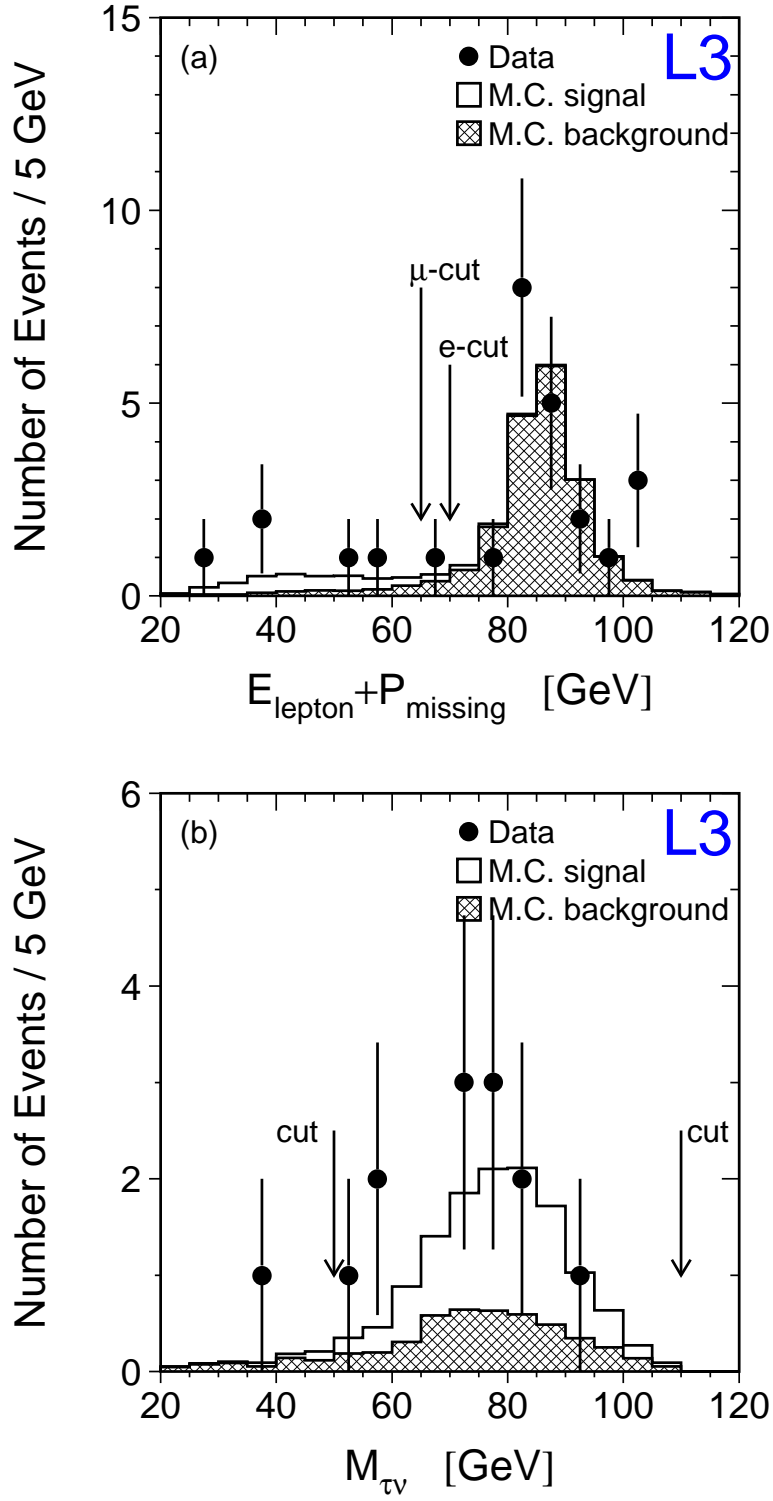 (a)
L3
Data
M.C. signal
M.C. background
μ-cut
e-cut
Number of Events / 5 GeV
15
10
5
0
20 40 60 80 100 120
E_lepton+P_missing [GeV]
(b)
L3
Data
M.C. signal
M.C. background
cut
cut
Number of Events / 5 GeV
6
4
2
0
20 40 60 80 100 120
M_τν [GeV]